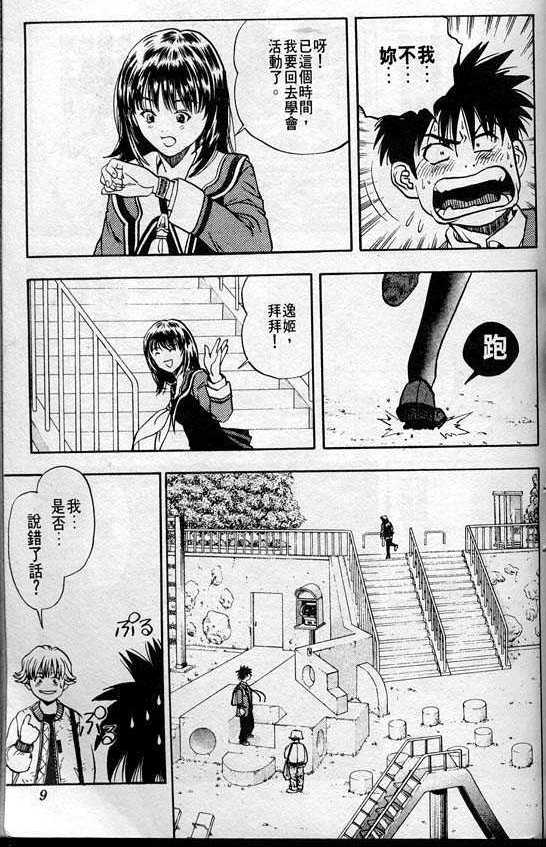 我不妳
⋯⋯⋯
呀！
已這個時間，
我要回去學會
活動了。
跑
逸姬，
拜拜！
我⋯
是否⋯
說錯了話？
ぷる
ぷる
9